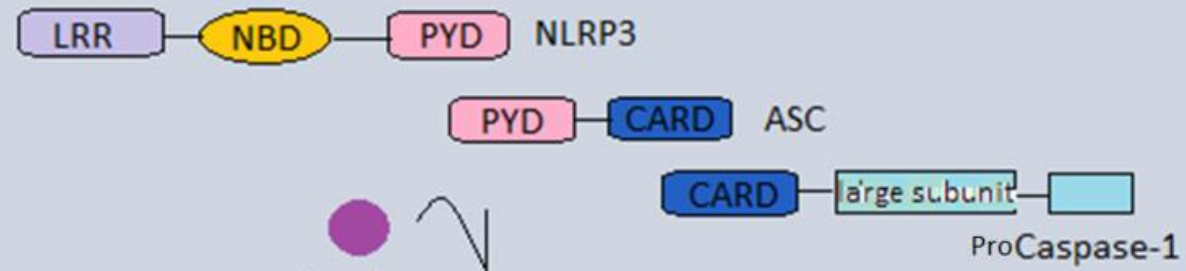 LRR NBD PYD NLRP3
PYD CARD ASC
CARD large subunit
ProCaspase-1